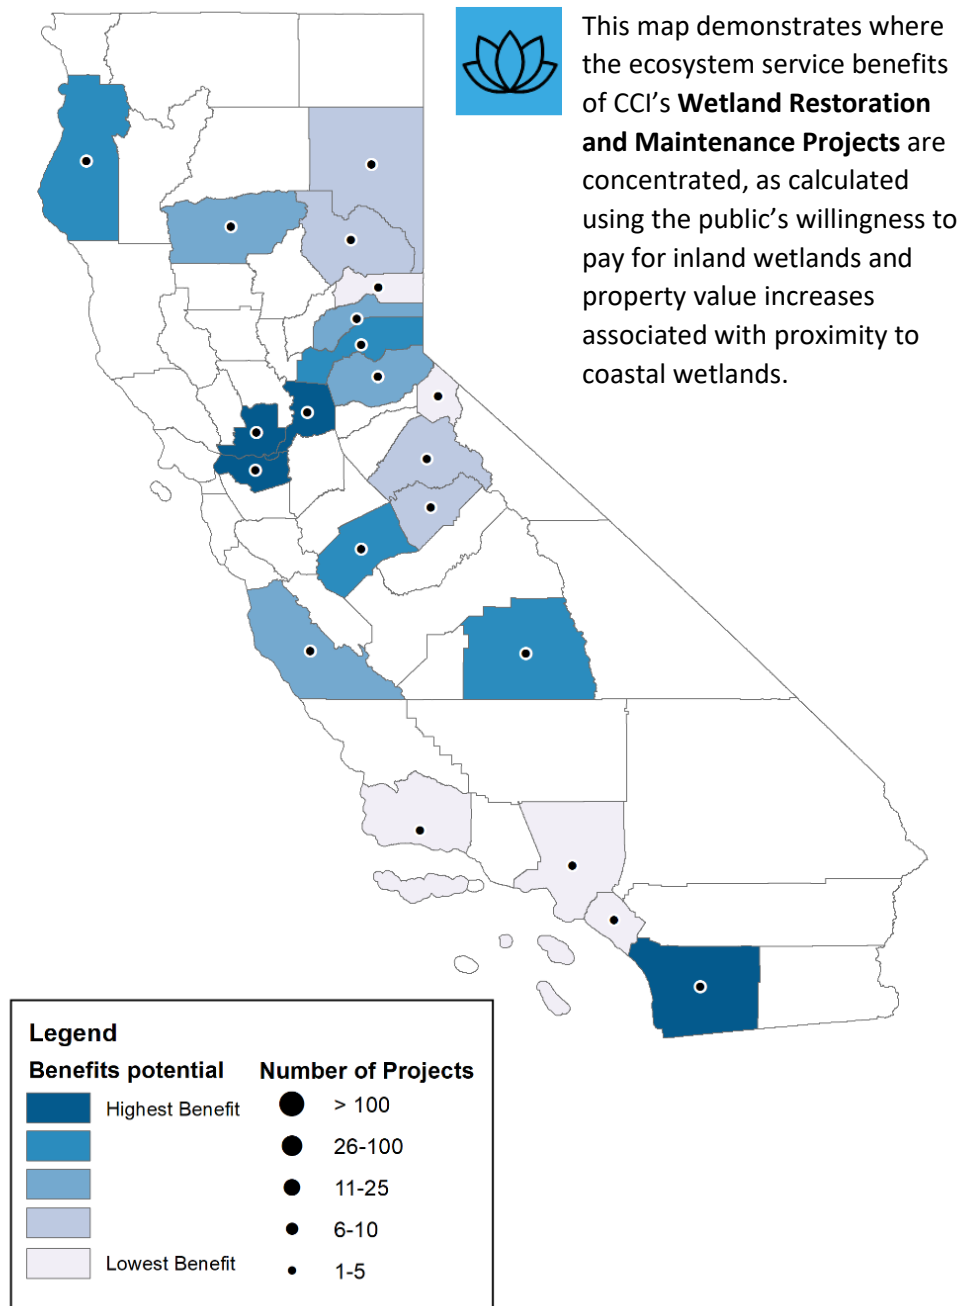 This map demonstrates where
the ecosystem service benefits
of CCI’s Wetland Restoration
and Maintenance Projects are
concentrated, as calculated
using the public’s willingness to
pay for inland wetlands and
property value increases
associated with proximity to
coastal wetlands.
Legend
Benefits potential
Highest Benefit
Lowest Benefit
Number of Projects
> 100
26-100
11-25
6-10
1-5